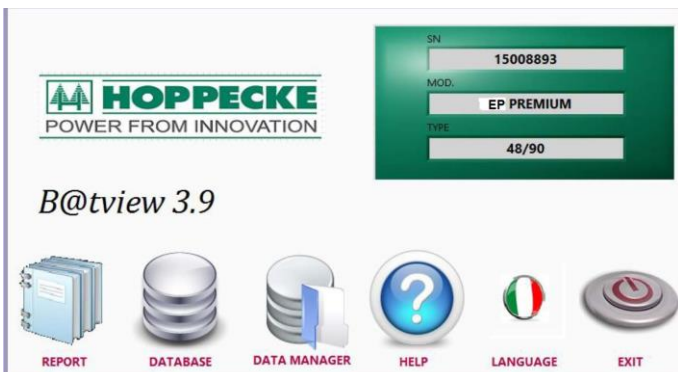 HOPPECKE
POWER FROM INNOVATION
B@tview 3.9
SN
15008893
MOD.
EP PREMIUM
TYPE
48/90
?
REPORT
DATABASE
DATA MANAGER
HELP
LANGUAGE
EXIT